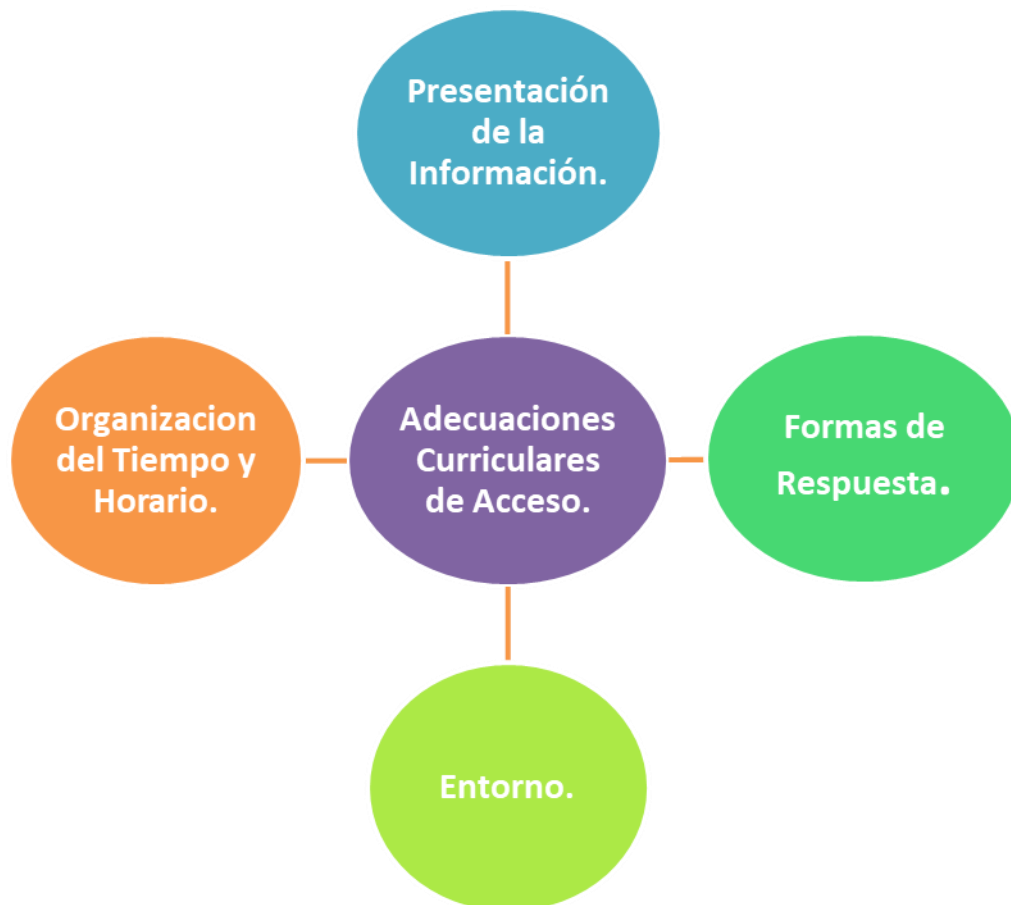 Presentación
de la
Información.
Organizacion
del Tiempo y
Horario.
Adecuaciones
Curriculares
de Acceso.
Formas de
Respuesta.
Entorno.